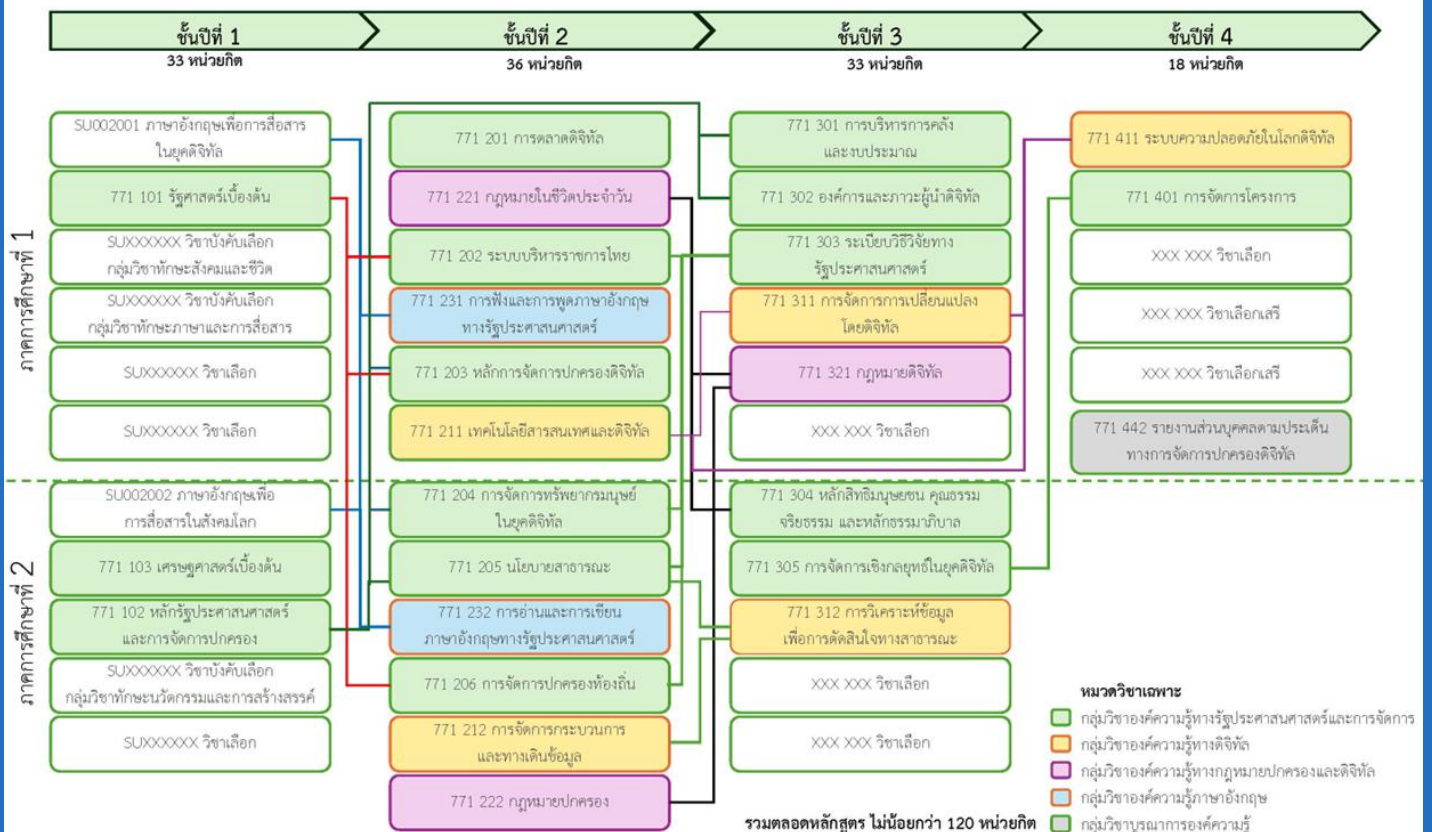 ชั้นปีที่ 1
33 หน่วยกิต
ชั้นปีที่ 2
36 หน่วยกิต
ชั้นปีที่ 3
33 หน่วยกิต
ชั้นปีที่ 4
18 หน่วยกิต
ภาคการศึกษาที่ 1
SU002001 ภาษาอังกฤษเพื่อการสื่อสาร
ในยุคดิจิทัล
771 101 รัฐศาสตร์เบื้องต้น
SUXXXXXX วิชาบังคับเลือก
กลุ่มวิชาทักษะสังคมและชีวิต
SUXXXXXX วิชาบังคับเลือก
กลุ่มวิชาทักษะภาษาและการสื่อสาร
SUXXXXXX วิชาเลือก
SUXXXXXX วิชาเลือก
771 201 การตลาดดิจิทัล
771 221 กฎหมายในชีวิตประจำวัน
771 202 ระบบบริหารราชการไทย
771 231 การฟังและการพูดภาษาอังกฤษ
ทางรัฐประศาสนศาสตร์
771 203 หลักการจัดการปกครองดิจิทัล
771 211 เทคโนโลยีสารสนเทศและดิจิทัล
771 301 การบริหารการคลัง
และงบประมาณ
771 302 องค์การและภาวะผู้นำดิจิทัล
771 303 ระเบียบวิธีวิจัยทาง
รัฐประศาสนศาสตร์
771 311 การจัดการการเปลี่ยนแปลง
โดยดิจิทัล
771 321 กฎหมายดิจิทัล
XXX XXX วิชาเลือก
771 411 ระบบความปลอดภัยในโลกดิจิทัล
771 401 การจัดการโครงการ
XXX XXX วิชาเลือก
XXX XXX วิชาเลือกเสรี
XXX XXX วิชาเลือกเสรี
771 442 รายงานส่วนบุคคลตามประเด็น
ทางการจัดการปกครองดิจิทัล
ภาคการศึกษาที่ 2
SU002002 ภาษาอังกฤษเพื่อ
การสื่อสารในสังคมโลก
771 103 เศรษฐศาสตร์เบื้องต้น
771 102 หลักรัฐประศาสนศาสตร์
และการจัดการปกครอง
SUXXXXXX วิชาบังคับเลือก
กลุ่มวิชาทักษะนวัตกรรมและการสร้างสรรค์
SUXXXXXX วิชาเลือก
771 204 การจัดการทรัพยากรมนุษย์
ในยุคดิจิทัล
771 205 นโยบายสาธารณะ
771 232 การอ่านและการเขียน
ภาษาอังกฤษทางรัฐประศาสนศาสตร์
771 206 การจัดการปกครองท้องถิ่น
771 212 การจัดการกระบวนการ
และทางเดินข้อมูล
771 222 กฎหมายปกครอง
771 304 หลักสิทธิมนุษยชน คุณธรรม
จริยธรรม และหลักธรรมาภิบาล
771 305 การจัดการเชิงกลยุทธ์ในยุคดิจิทัล
771 312 การวิเคราะห์ข้อมูล
เพื่อการตัดสินใจทางสาธารณะ
XXX XXX วิชาเลือก
XXX XXX วิชาเลือก
หมวดวิชาเฉพาะ
กลุ่มวิชาองค์ความรู้ทางรัฐประศาสนศาสตร์และการจัดการ
กลุ่มวิชาองค์ความรู้ทางดิจิทัล
กลุ่มวิชาองค์ความรู้ทางกฎหมายปกครองและดิจิทัล
กลุ่มวิชาองค์ความรู้ภาษาอังกฤษ
กลุ่มวิชาบูรณาการองค์ความรู้
รวมตลอดหลักสูตร ไม่น้อยกว่า 120 หน่วยกิต